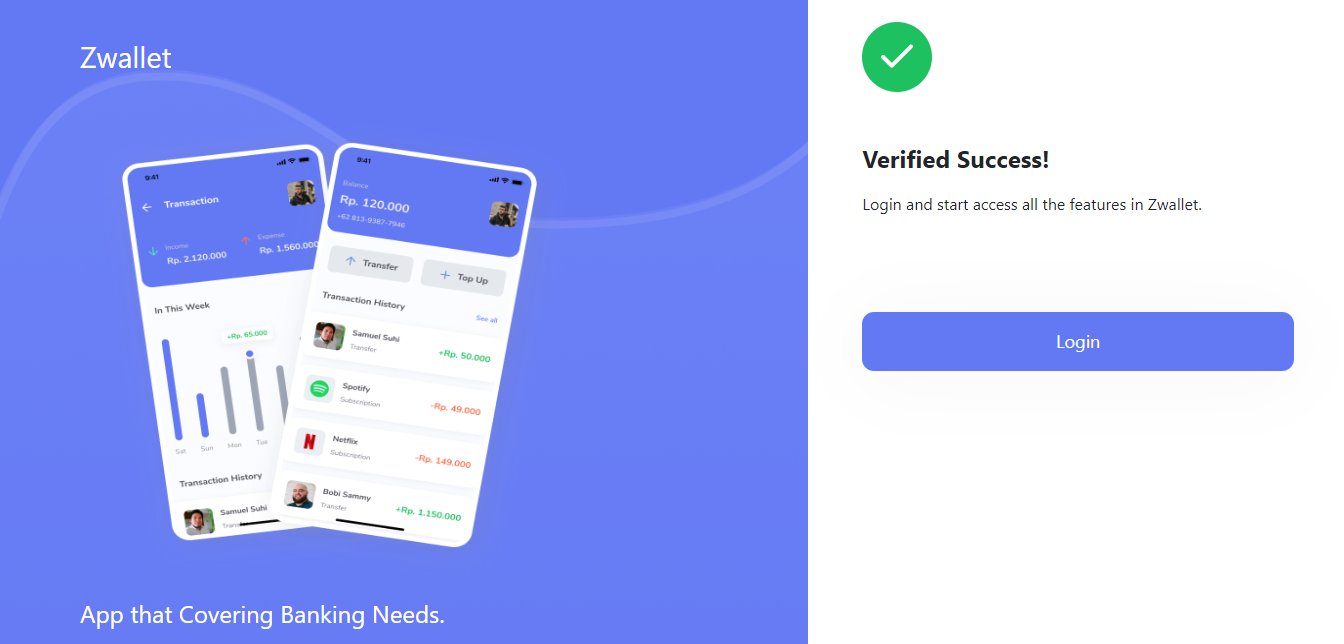 Zwallet
9:41
Transaction
Income
Rp. 2.120.000
Expense
Rp. 1.560.000
In This Week
+Rp. 65.000
Sat
Sun
Mon
Tue
Transaction History
Samuel Suhi
9:41
Balance
Rp. 120.000
+62 813-9387-7946
Transfer
Top Up
Transaction History
See all
Samuel Suhi
Transfer
+Rp. 50.000
Spotify
Subscription
-Rp. 49.000
N
Netflix
Subscription
-Rp. 149.000
Bobi Sammy
Transfer
+Rp. 1.150.000
App that Covering Banking Needs.
Verified Success!
Login and start access all the features in Zwallet.
Login